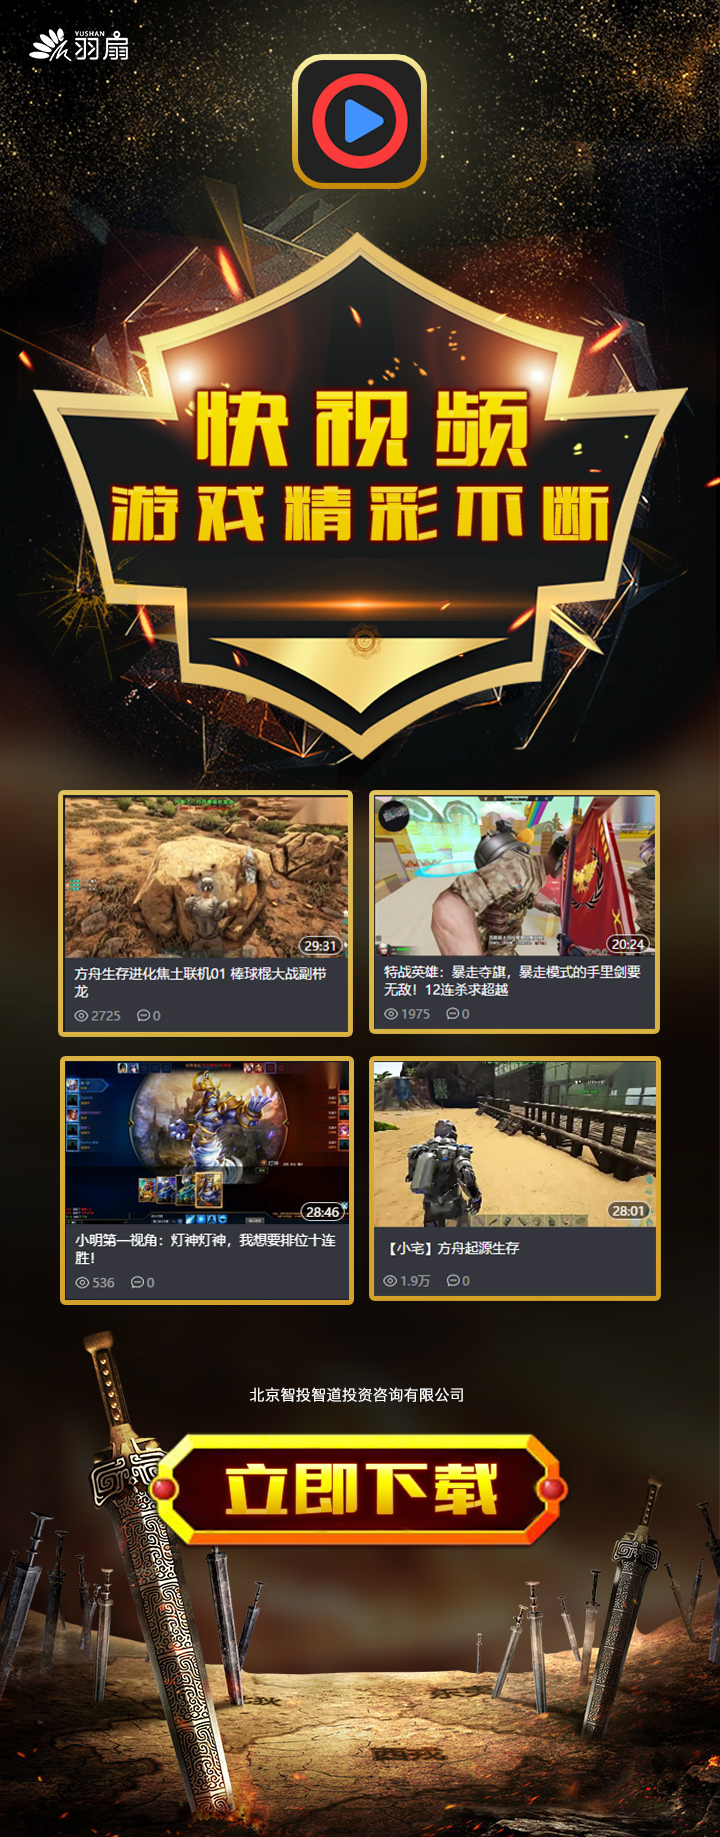 YUSHAN
羽扇
快视频
游戏精彩不断
29:31
方舟生存进化焦土联机01 棒球棍大战副栉
龙
2725 0
20:24
特战英雄：暴走夺旗，暴走模式的手里剑要
无敌！12连杀求超越
1975 0
28:46
小明第一视角：灯神灯神，我想要排位十连
胜！
536 0
28:01
【小宅】方舟起源生存
1.9万 0
北京智投智道投资咨询有限公司
立即下载
西戎